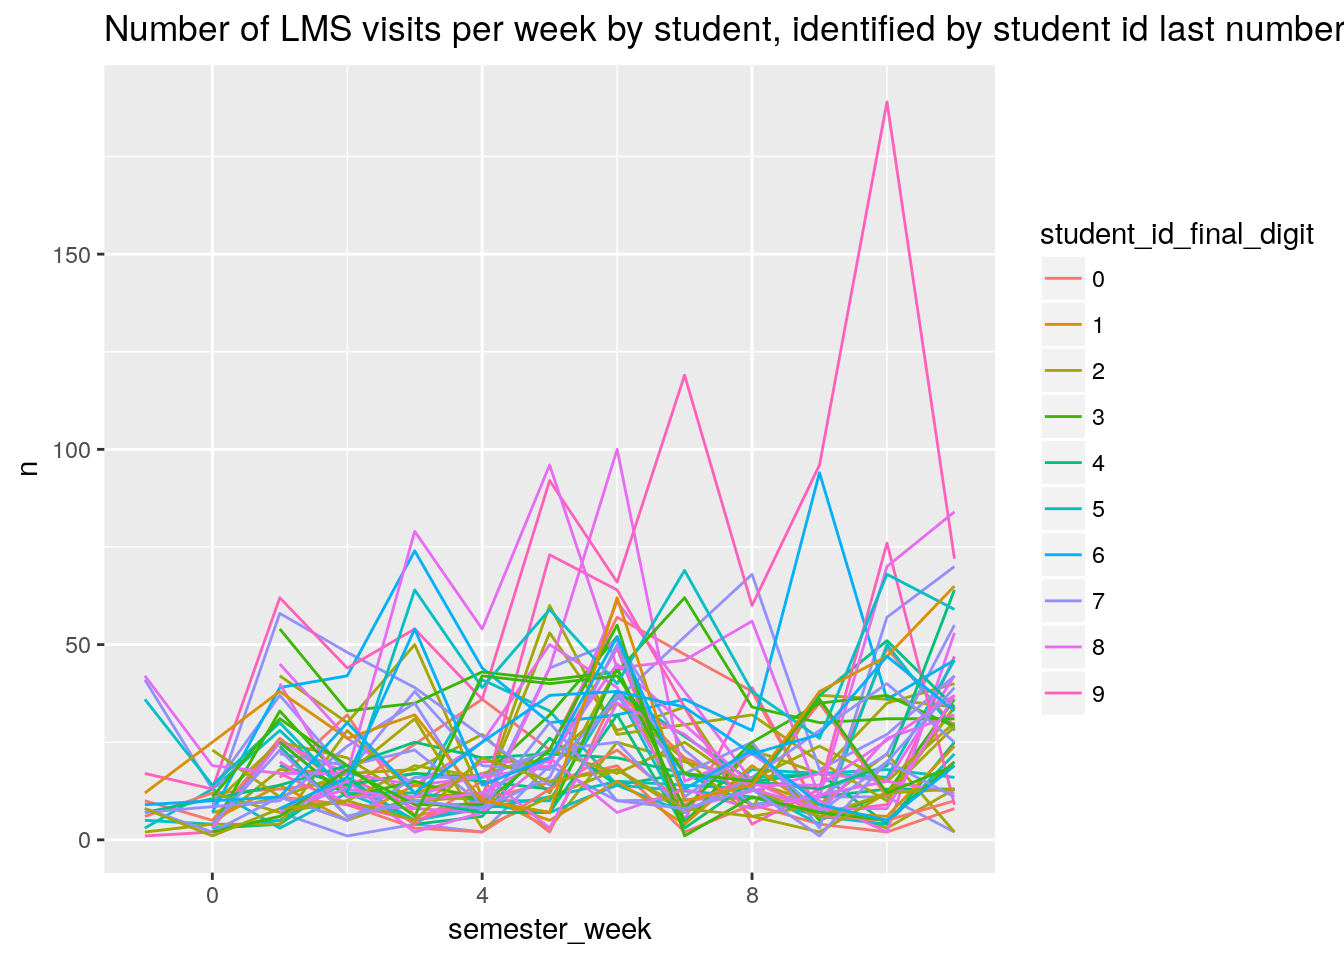 Number of LMS visits per week by student, identified by student id last number
150
100
50
0
n
0 4 8
semester_week
student_id_final_digit
0
1
2
3
4
5
6
7
8
9